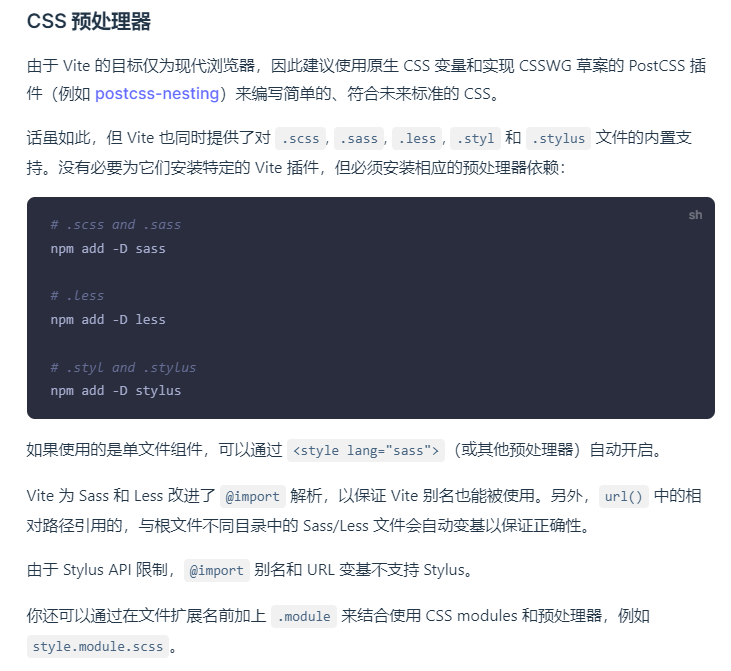 CSS 预处理器
由于 Vite 的目标仅为现代浏览器，因此建议使用原生 CSS 变量和实现 CSSWG 草案的 PostCSS 插
件（例如 postcss-nesting）来编写简单的、符合未来标准的 CSS。
话虽如此，但 Vite 也同时提供了对 .scss, .sass, .less, .styl 和 .stylus 文件的内置支
持。没有必要为它们安装特定的 Vite 插件，但必须安装相应的预处理器依赖：
sh
# .scss and .sass
npm add -D sass
# .less
npm add -D less
# .styl and .stylus
npm add -D stylus
如果使用的是单文件组件，可以通过 <style lang="sass">（或其他预处理器）自动开启。
Vite 为 Sass 和 Less 改进了 @import 解析，以保证 Vite 别名也能被使用。另外，url() 中的相
对路径引用的，与根文件不同目录中的 Sass/Less 文件会自动变基以保证正确性。
由于 Stylus API 限制，@import 别名和 URL 变基不支持 Stylus。
你还可以通过在文件扩展名前加上 .module 来结合使用 CSS modules 和预处理器，例如
style.module.scss。